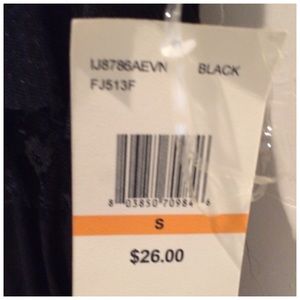 IJ8786AEVN BLACK
FJ513F
8 03850 70984 6
S
$26.00